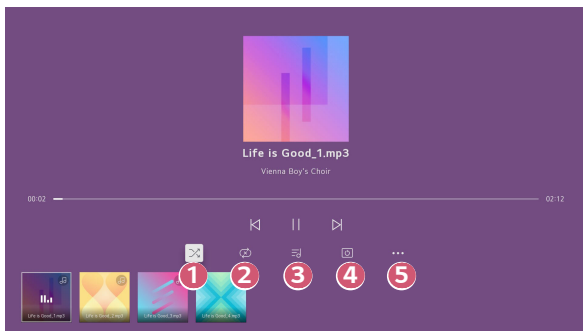 Life is Good_1.mp3
Vienna Boy's Choir
00:02
02:12
1 2 3 4 5
Life is Good_1.mp3
Life is Good_2.mp3
Life is Good_3.mp3
Life is Good_4.mp3